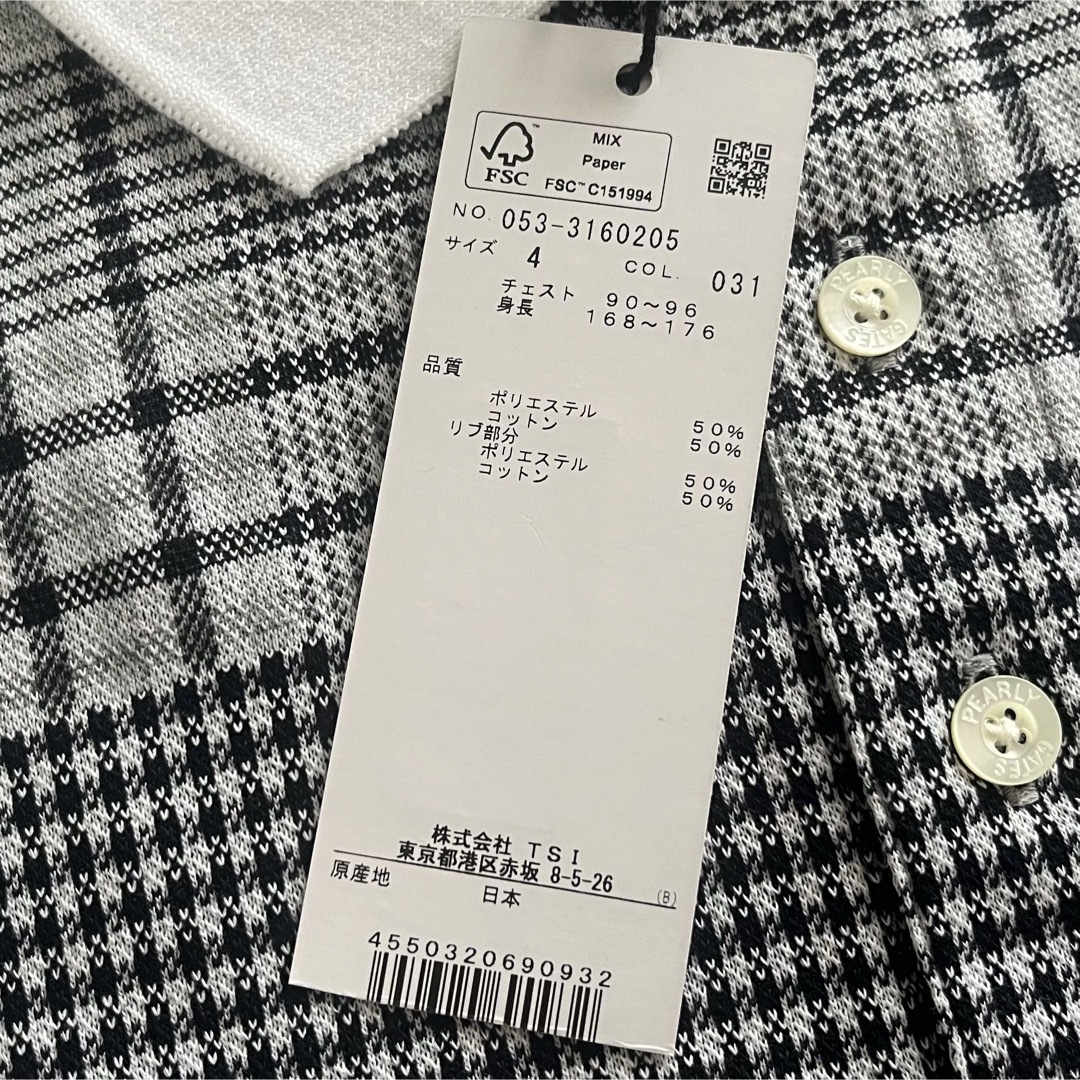 MIX
Paper
FSC™ C151994
FSC™
NO. 053-3160205
サイズ 4 COL. 031
チェスト 90～96
身長 168～176
品質
ポリエステル 50%
コットン 50%
リブ部分
ポリエステル 50%
コットン 50%
株式会社 TSI
東京都港区赤坂 8-5-26
(B)
原産地 日本
4550320690932
PEARLY GATES
PEARLY GATES